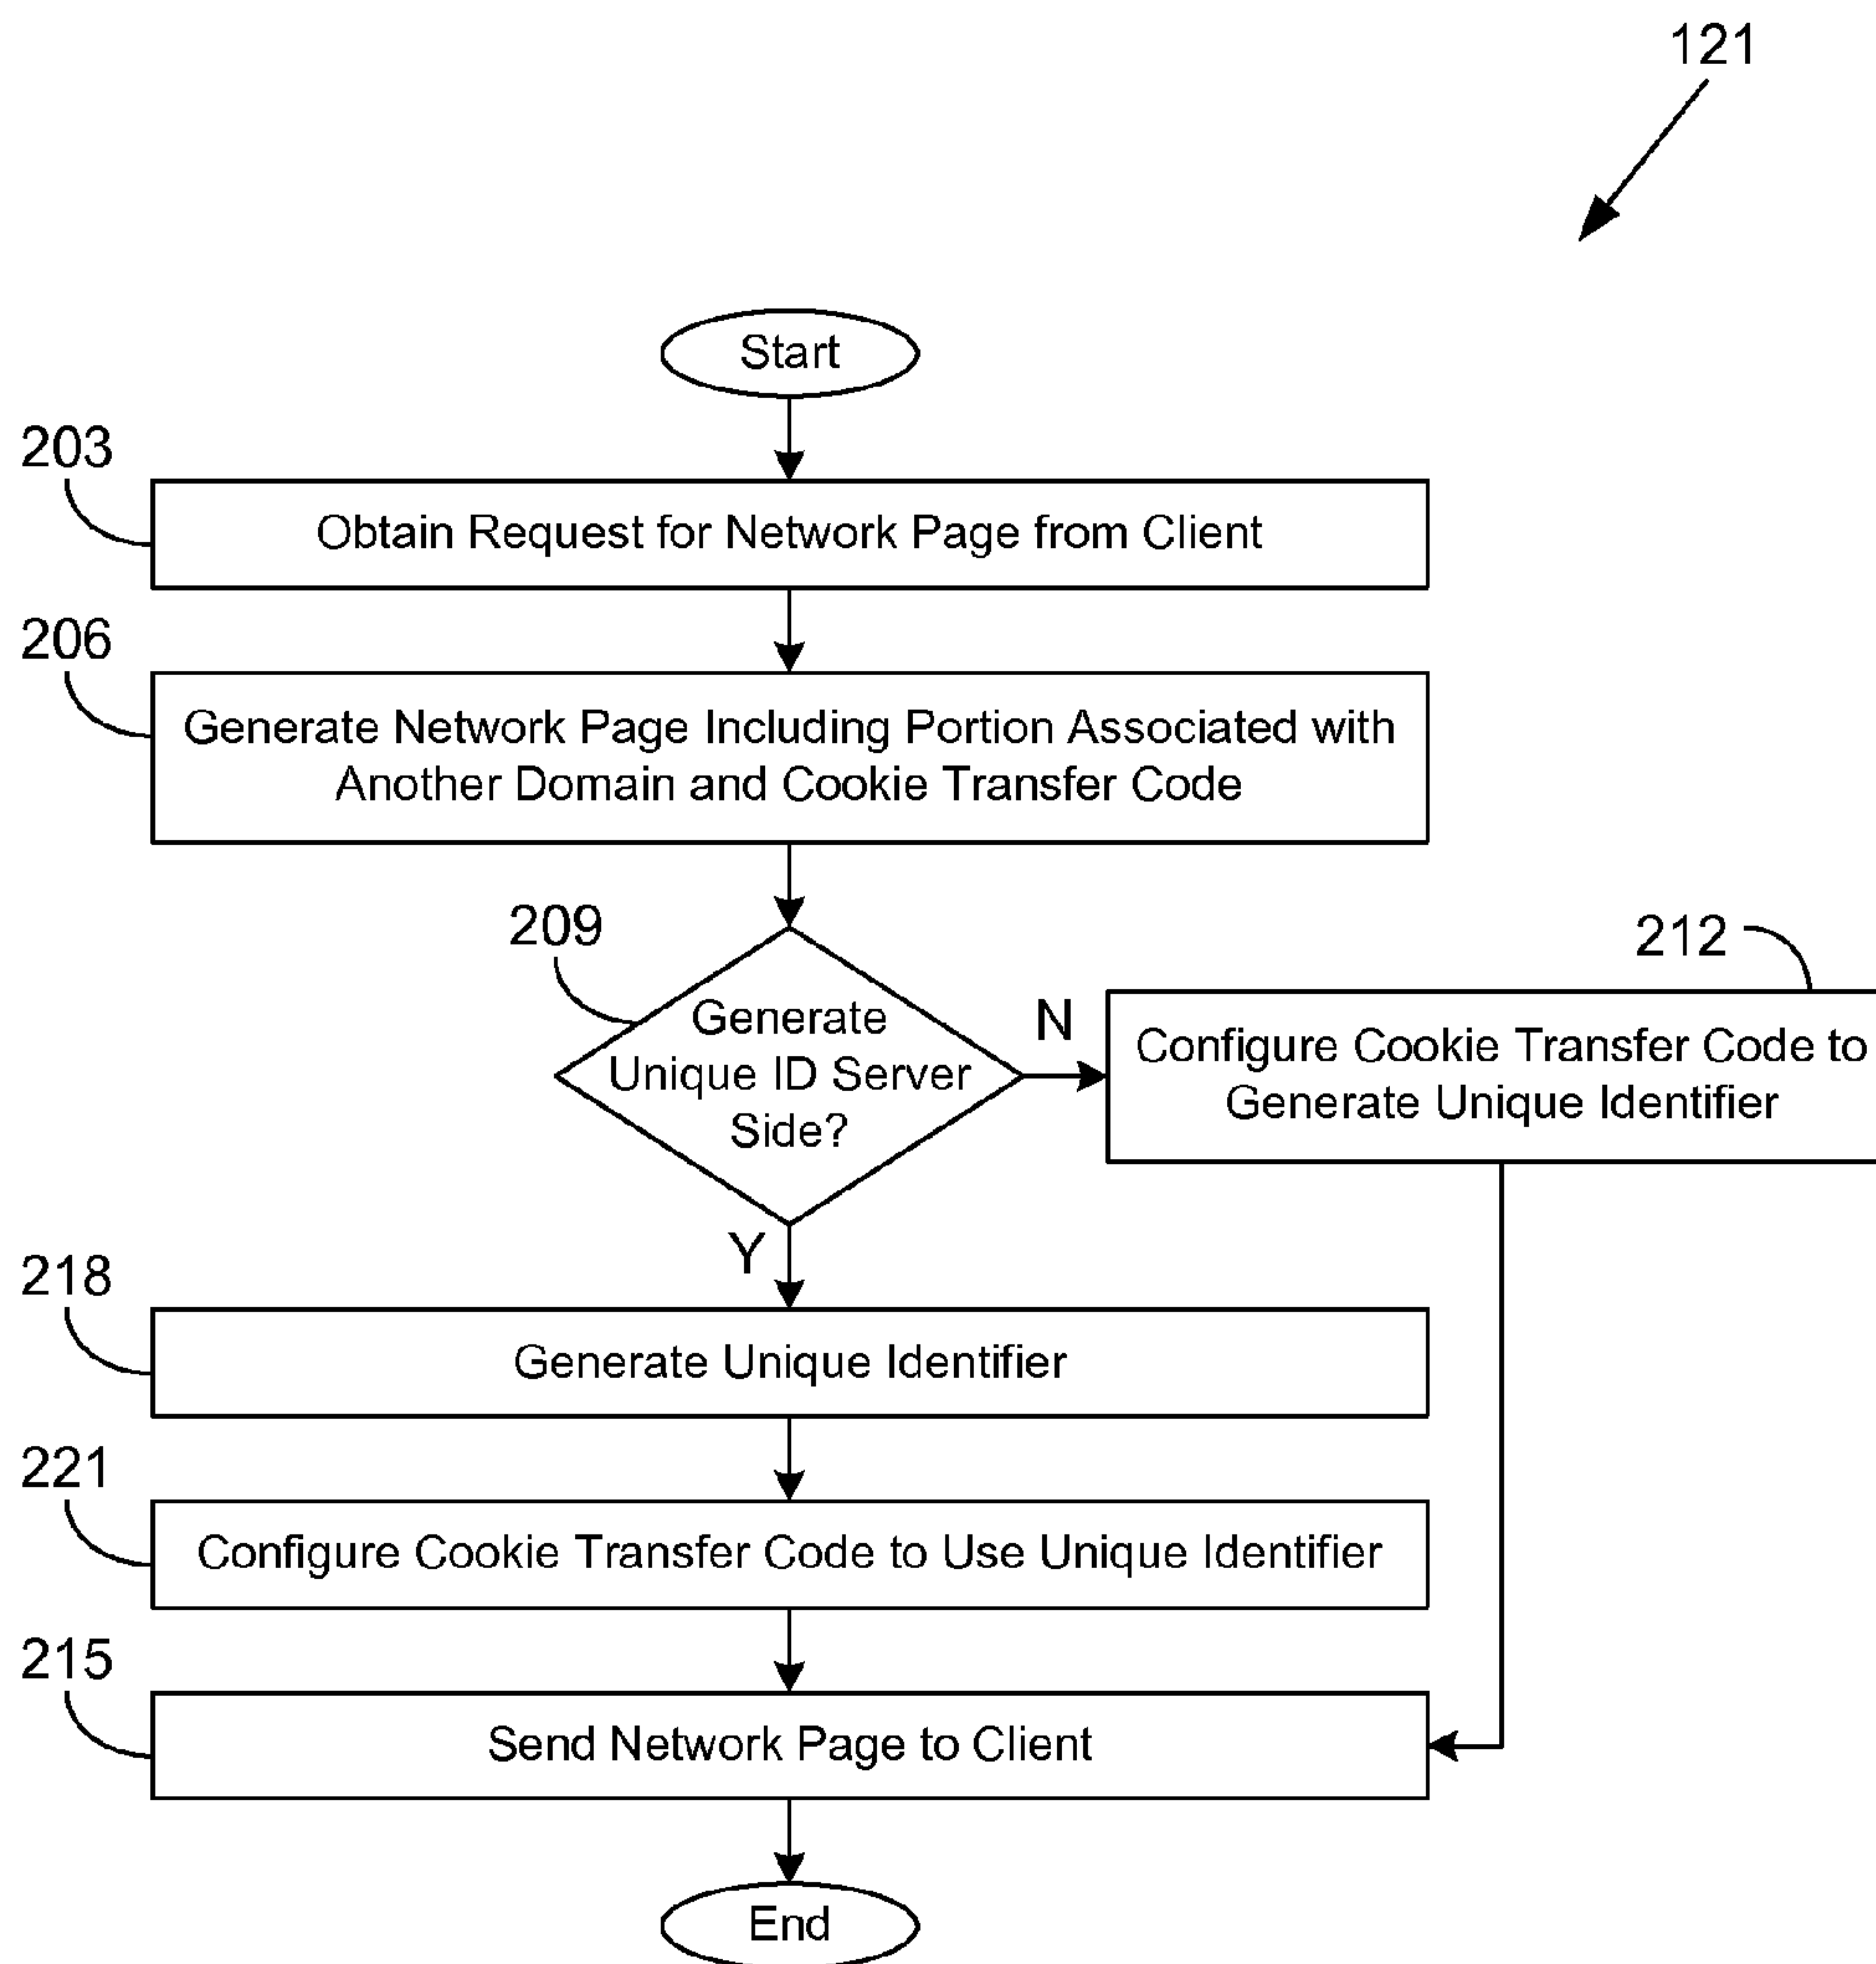 121
Start
203
Obtain Request for Network Page from Client
206
Generate Network Page Including Portion Associated with
Another Domain and Cookie Transfer Code
209
Generate
Unique ID Server
Side?
N
212
Configure Cookie Transfer Code to
Generate Unique Identifier
Y
218
Generate Unique Identifier
221
Configure Cookie Transfer Code to Use Unique Identifier
215
Send Network Page to Client
End